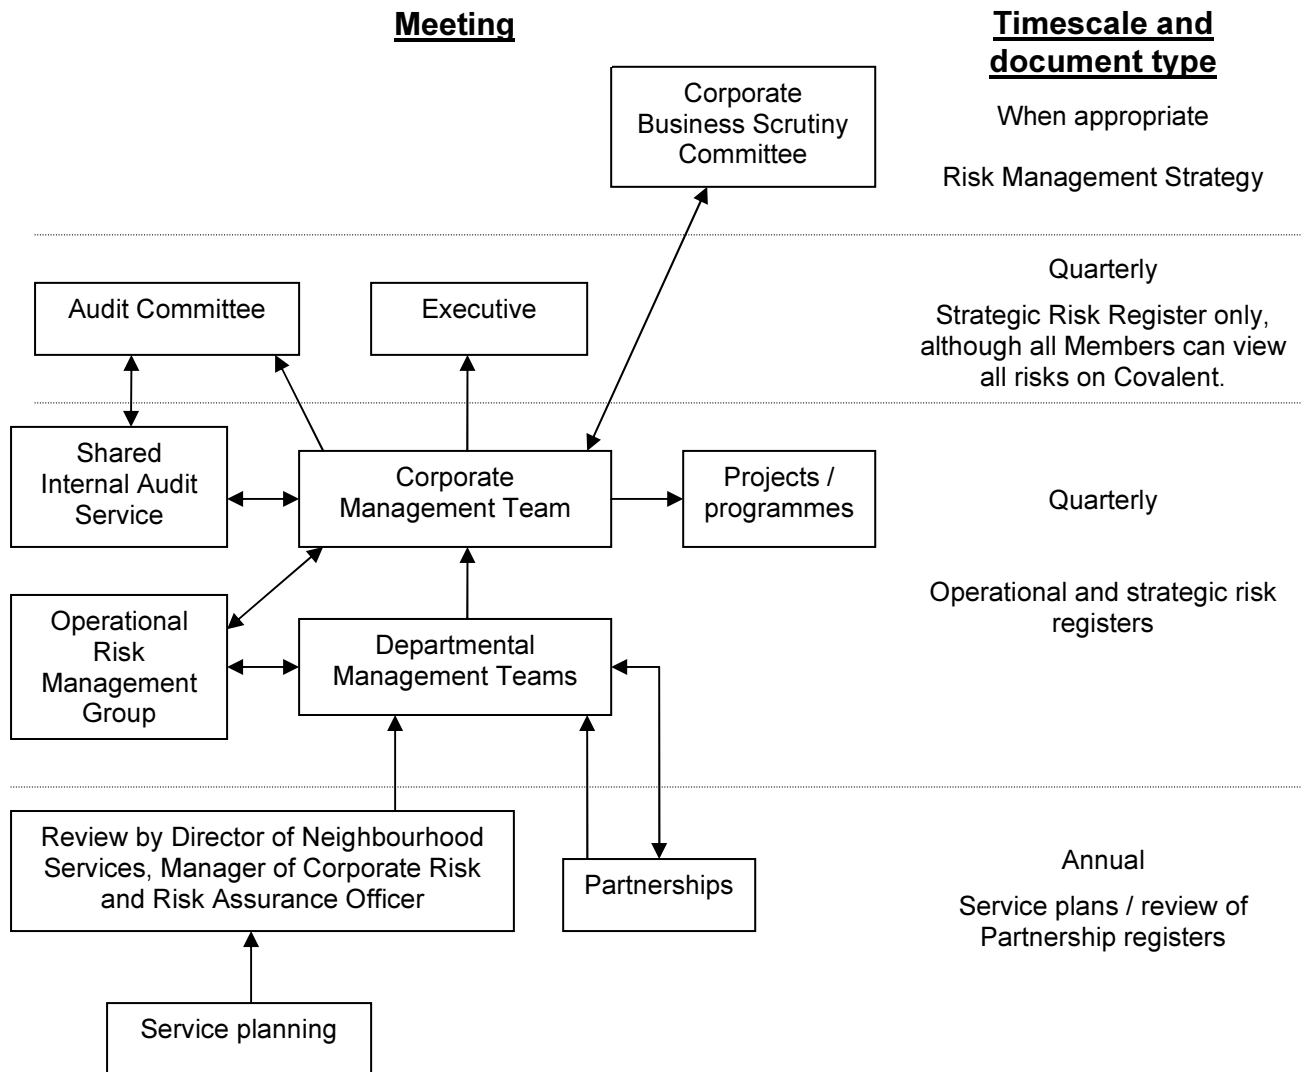 Meeting
Timescale and
document type
Corporate
Business Scrutiny
Committee
When appropriate
Risk Management Strategy
Audit Committee
Executive
Quarterly
Strategic Risk Register only,
although all Members can view
all risks on Covalent.
Shared
Internal Audit
Service
Corporate
Management Team
Projects /
programmes
Quarterly
Operational and strategic risk
registers
Operational
Risk
Management
Group
Departmental
Management Teams
Review by Director of Neighbourhood
Services, Manager of Corporate Risk
and Risk Assurance Officer
Partnerships
Annual
Service plans / review of
Partnership registers
Service planning